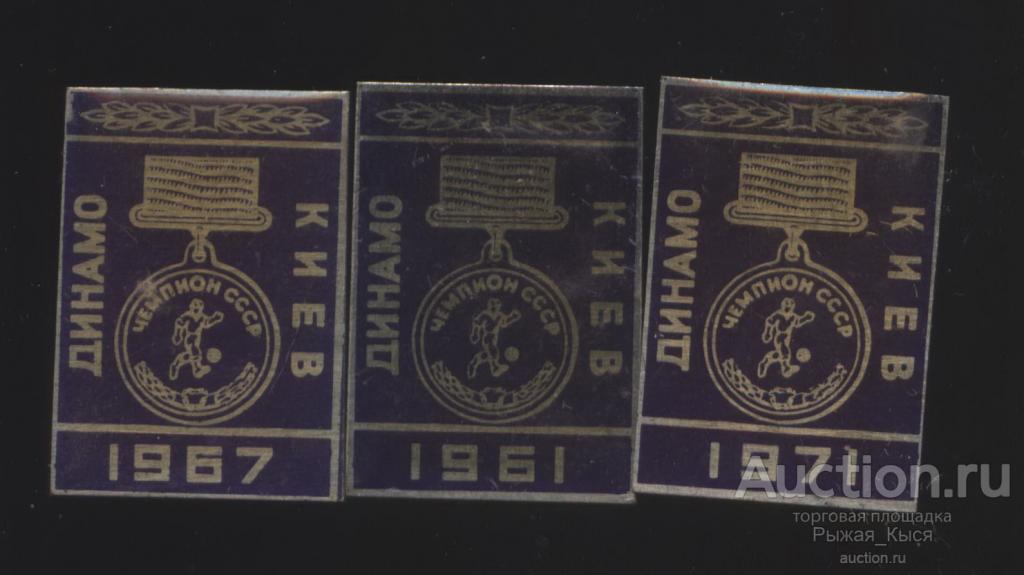 ДИНАМО
КИЕВ
ЧЕМПИОН СССР
1967
ДИНАМО
КИЕВ
ЧЕМПИОН СССР
1961
ДИНАМО
КИЕВ
ЧЕМПИОН СССР
1971
Auction.ru
торговая площадка
Рыжая_Кыся
auction.ru